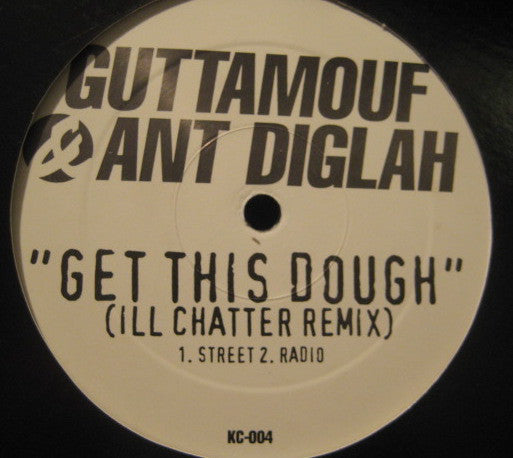 GUTTAMOUF
& ANT DIGLAH
"GET THIS DOUGH"
(ILL CHATTER REMIX)
1. STREET 2. RADIO
KC-004